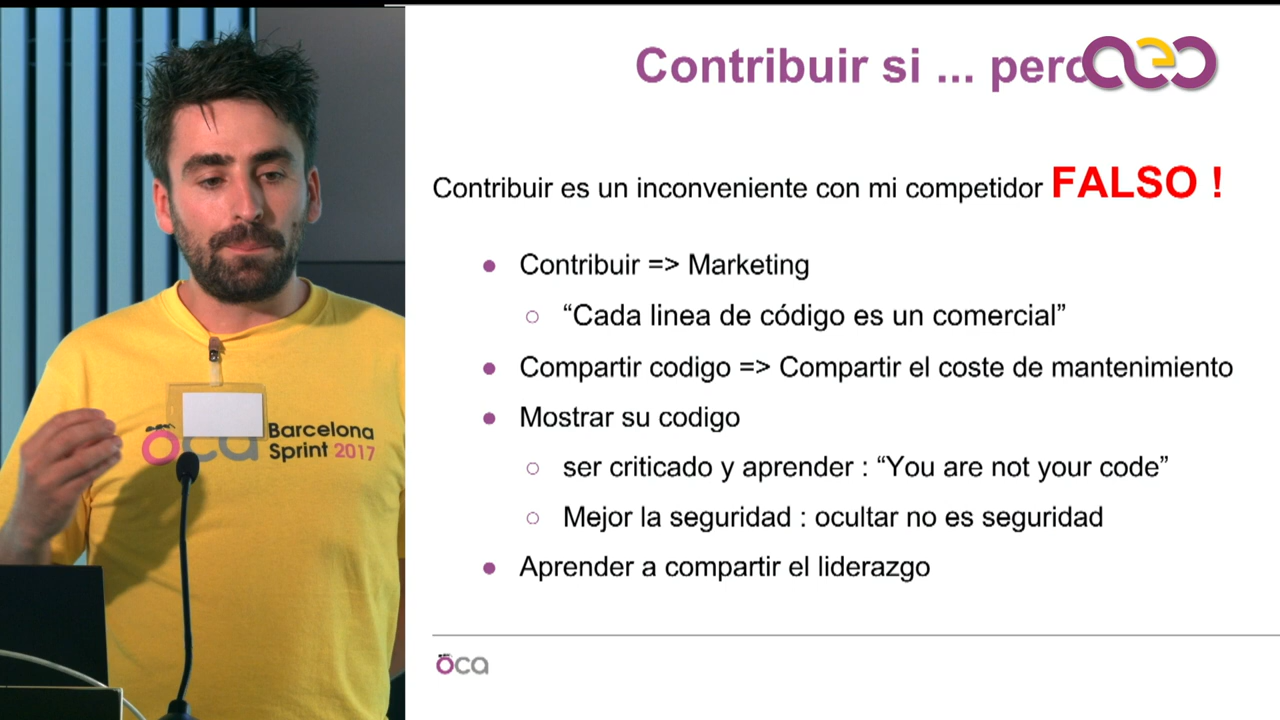 Contribuir si ... pero
Contribuir es un inconveniente con mi competidor FALSO !
Contribuir => Marketing
“Cada linea de código es un comercial”
Compartir codigo => Compartir el coste de mantenimiento
Mostrar su codigo
ser criticado y aprender : “You are not your code”
Mejor la seguridad : ocultar no es seguridad
Aprender a compartir el liderazgo
oca
oca Barcelona
Sprint 2017